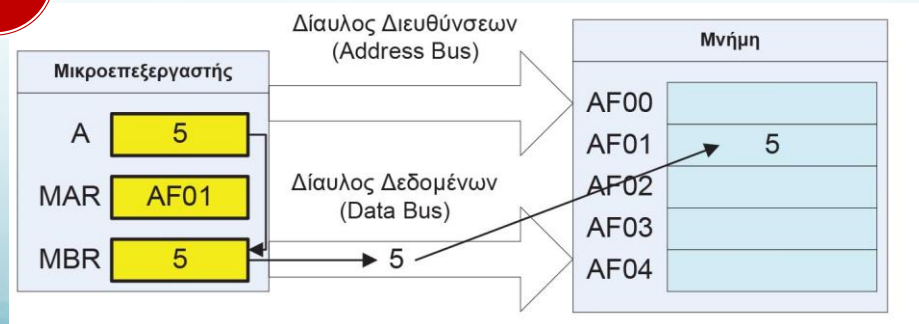 Δίαυλος Διευθύνσεων
(Address Bus)
Μικροεπεξεργαστής
A 5
MAR AF01
MBR 5
Δίαυλος Δεδομένων
(Data Bus)
5
Μνήμη
AF00
AF01 5
AF02
AF03
AF04